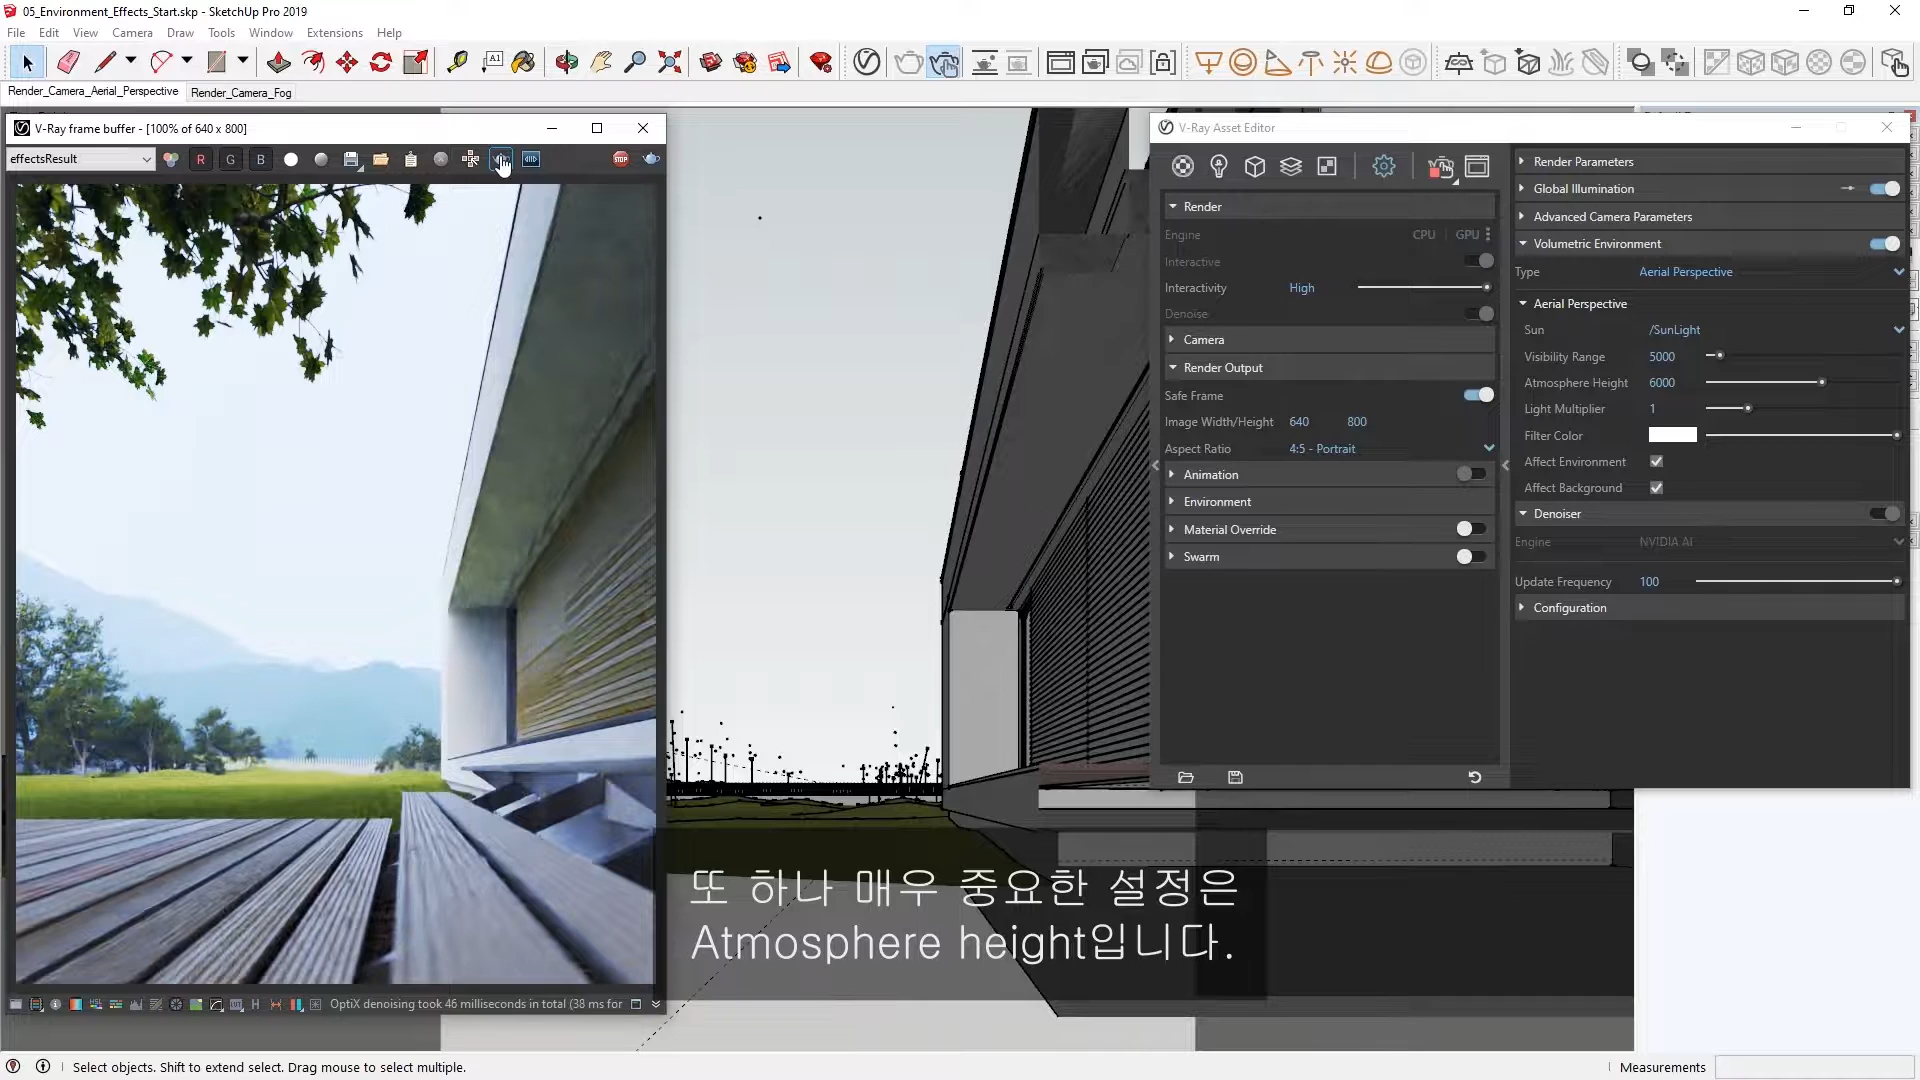 05_Environment_Effects_Start.skp - SketchUp Pro 2019
File Edit View Camera Draw Tools Window Extensions Help
A1
Render_Camera_Aerial_Perspective Render_Camera_Fog
V-Ray frame buffer - [100% of 640 x 800]
effectsResult
R G B
STOP
V-Ray Asset Editor
Render
Engine CPU GPU
Interactive
Interactivity High
Denoise
Camera
Render Output
Safe Frame
Image Width/Height 640 800
Aspect Ratio 4:5 - Portrait
Animation
Environment
Material Override
Swarm
Render Parameters
Global Illumination
Advanced Camera Parameters
Volumetric Environment
Type Aerial Perspective
Aerial Perspective
Sun /SunLight
Visibility Range 5000
Atmosphere Height 6000
Light Multiplier 1
Filter Color
Affect Environment
Affect Background
Denoiser
Engine NVIDIA AI
Update Frequency 100
Configuration
또 하나 매우 중요한 설정은
Atmosphere height입니다.
OptiX denoising took 46 milliseconds in total (38 ms for
Select objects. Shift to extend select. Drag mouse to select multiple.
Measurements